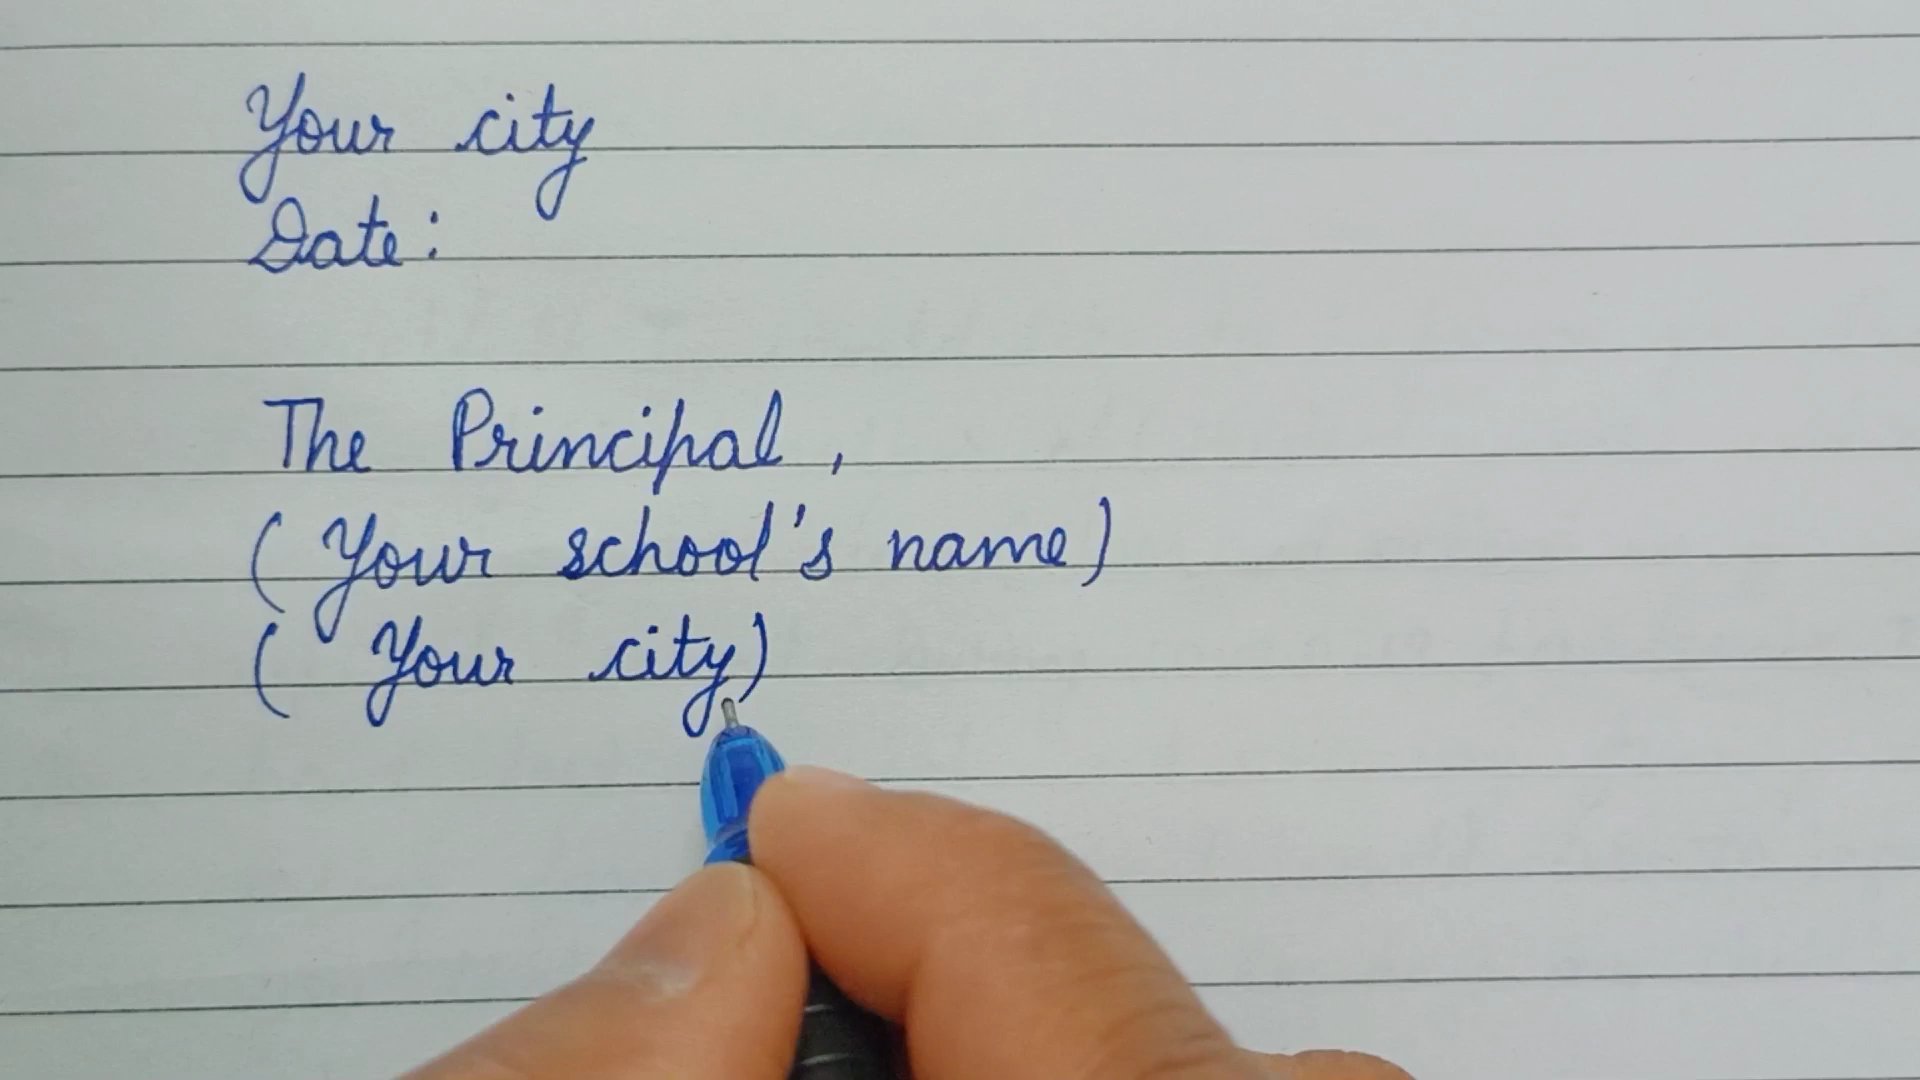 Your city
Date:
The Principal,
(Your school's name)
( Your city)